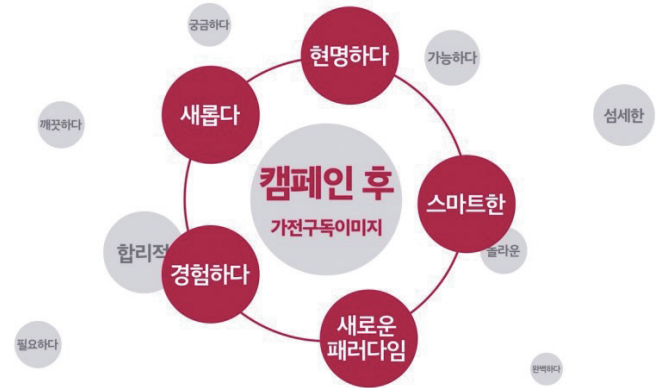 궁금하다
현명하다
가능하다
새롭다
깨끗하다
섬세한
캠페인 후
가전구독이미지
스마트한
합리적
경험하다
놀라운
새로운
패러다임
필요하다
완벽하다